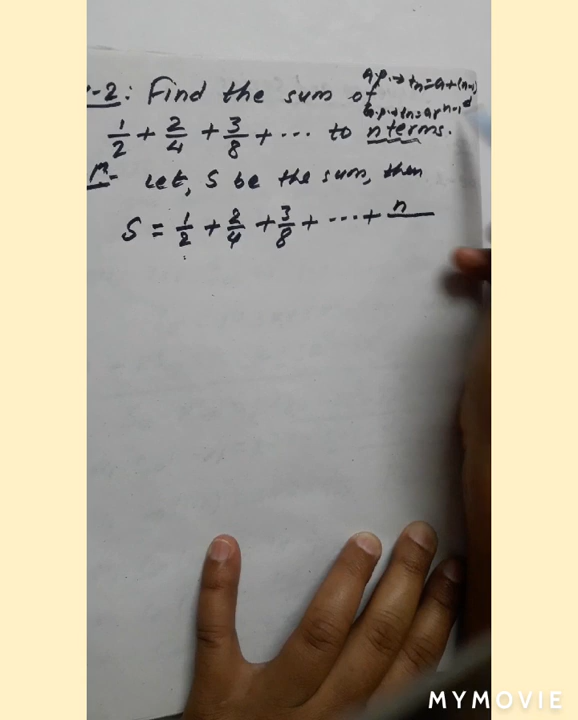 -2: Find the sum of
A.P. → tn = a + (n-1)d
G.P. → tn = ar^n-1
1/2 + 2/4 + 3/8 + ... to n terms.
Let, S be the sum, then
S = 1/2 + 2/4 + 3/8 + ... + n/
MYMOVIE